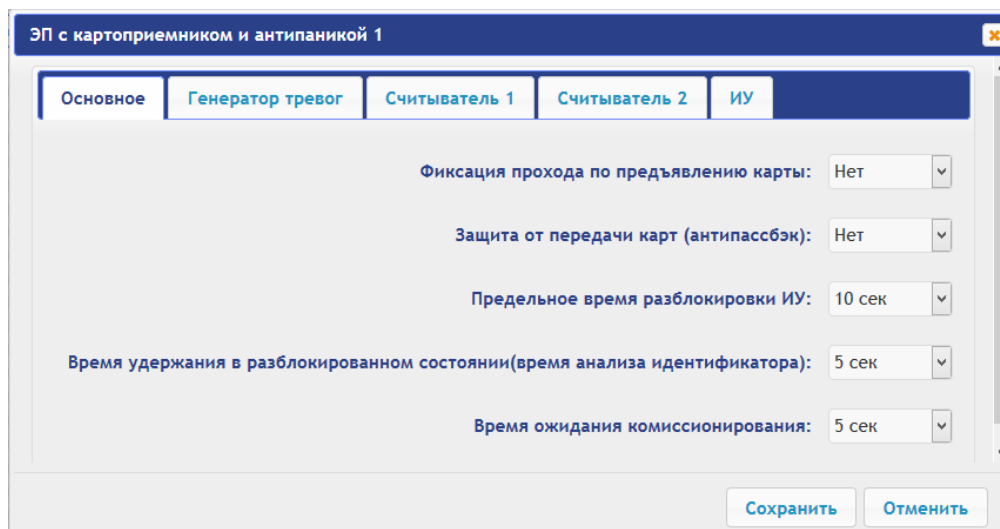 ЭП с картоприемником и антипаникой 1
Основное Генератор тревог Считыватель 1 Считыватель 2 ИУ
Фиксация прохода по предъявлению карты: Нет
Защита от передачи карт (антипассбэк): Нет
Предельное время разблокировки ИУ: 10 сек
Время удержания в разблокированном состоянии(время анализа идентификатора): 5 сек
Время ожидания комиссионирования: 5 сек
Сохранить Отменить